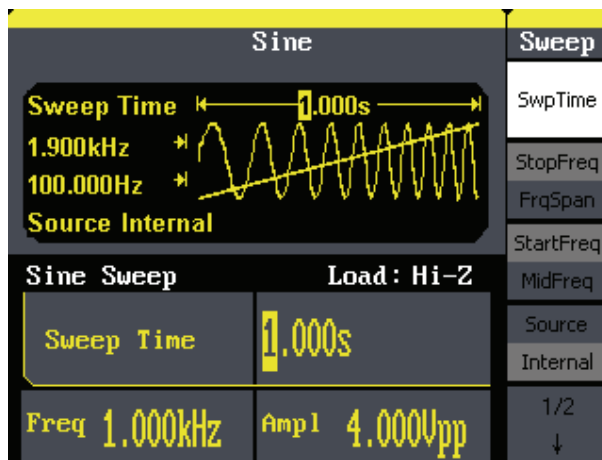 Sine
Sweep
Sweep Time 1.000s
SwpTime
1.900kHz
100.000Hz
StopFreq
FrqSpan
Source Internal
StartFreq
MidFreq
Sine Sweep Load: Hi-Z
Sweep Time 1.000s
Source
Internal
Freq 1.000kHz Ampl 4.000Vpp
1/2
↓